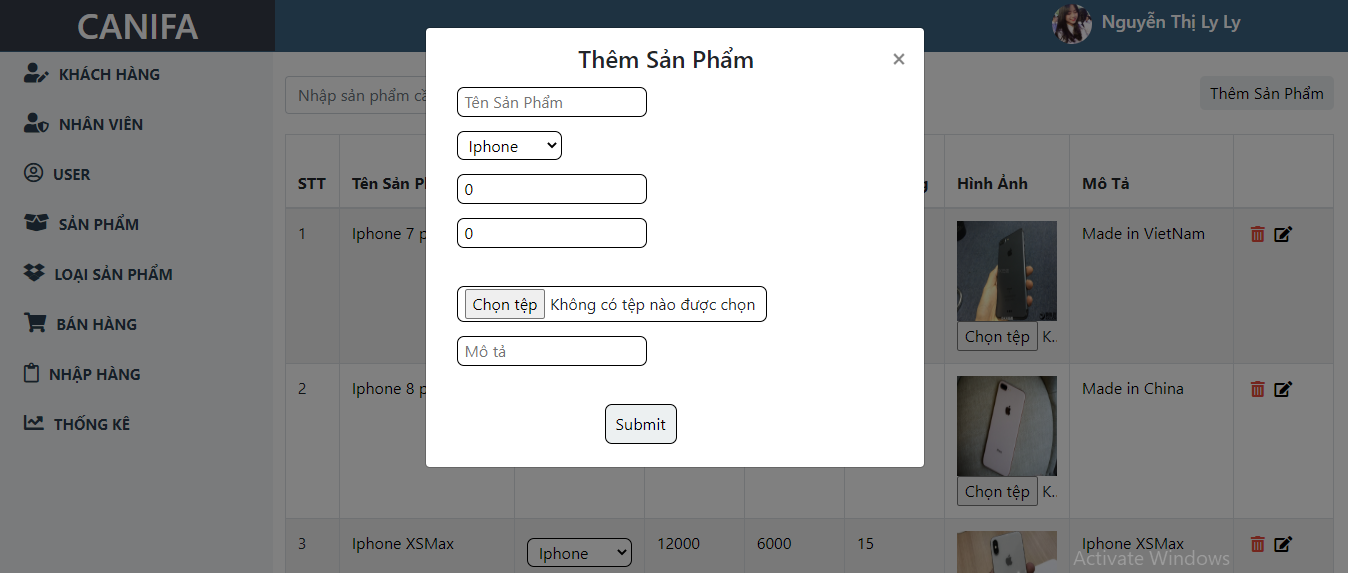 CANIFA
Nguyễn Thị Ly Ly
KHÁCH HÀNG
NHÂN VIÊN
USER
SẢN PHẨM
LOẠI SẢN PHẨM
BÁN HÀNG
NHẬP HÀNG
THỐNG KÊ
Nhập sản phẩm
Thêm Sản Phẩm
Thêm Sản Phẩm ×
Tên Sản Phẩm
Iphone
0
0
Chọn tệp Không có tệp nào được chọn
Mô tả
Submit
STT Tên Sản Hình Ảnh Mô Tả
1 Iphone 7 Made in VietNam
Chọn tệp K..
2 Iphone 8 Made in China
Chọn tệp K..
3 Iphone XSMax Iphone 12000 6000 15 Iphone XSMax
Activate Windows